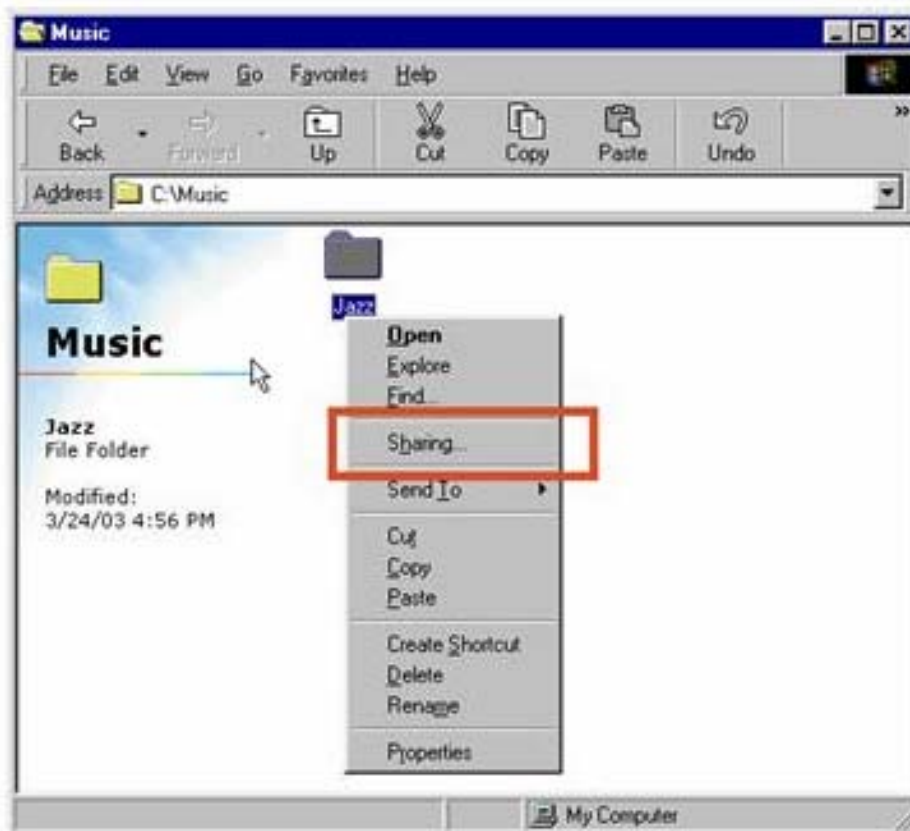 Music
File Edit View Go Favorites Help
Back Forward Up Cut Copy Paste Undo
»
Address C:\Music
Music
Jazz
File Folder
Modified:
3/24/03 4:56 PM
Jazz
Open
Explore
Find...
Sharing...
Send To
Cut
Copy
Paste
Create Shortcut
Delete
Rename
Properties
My Computer